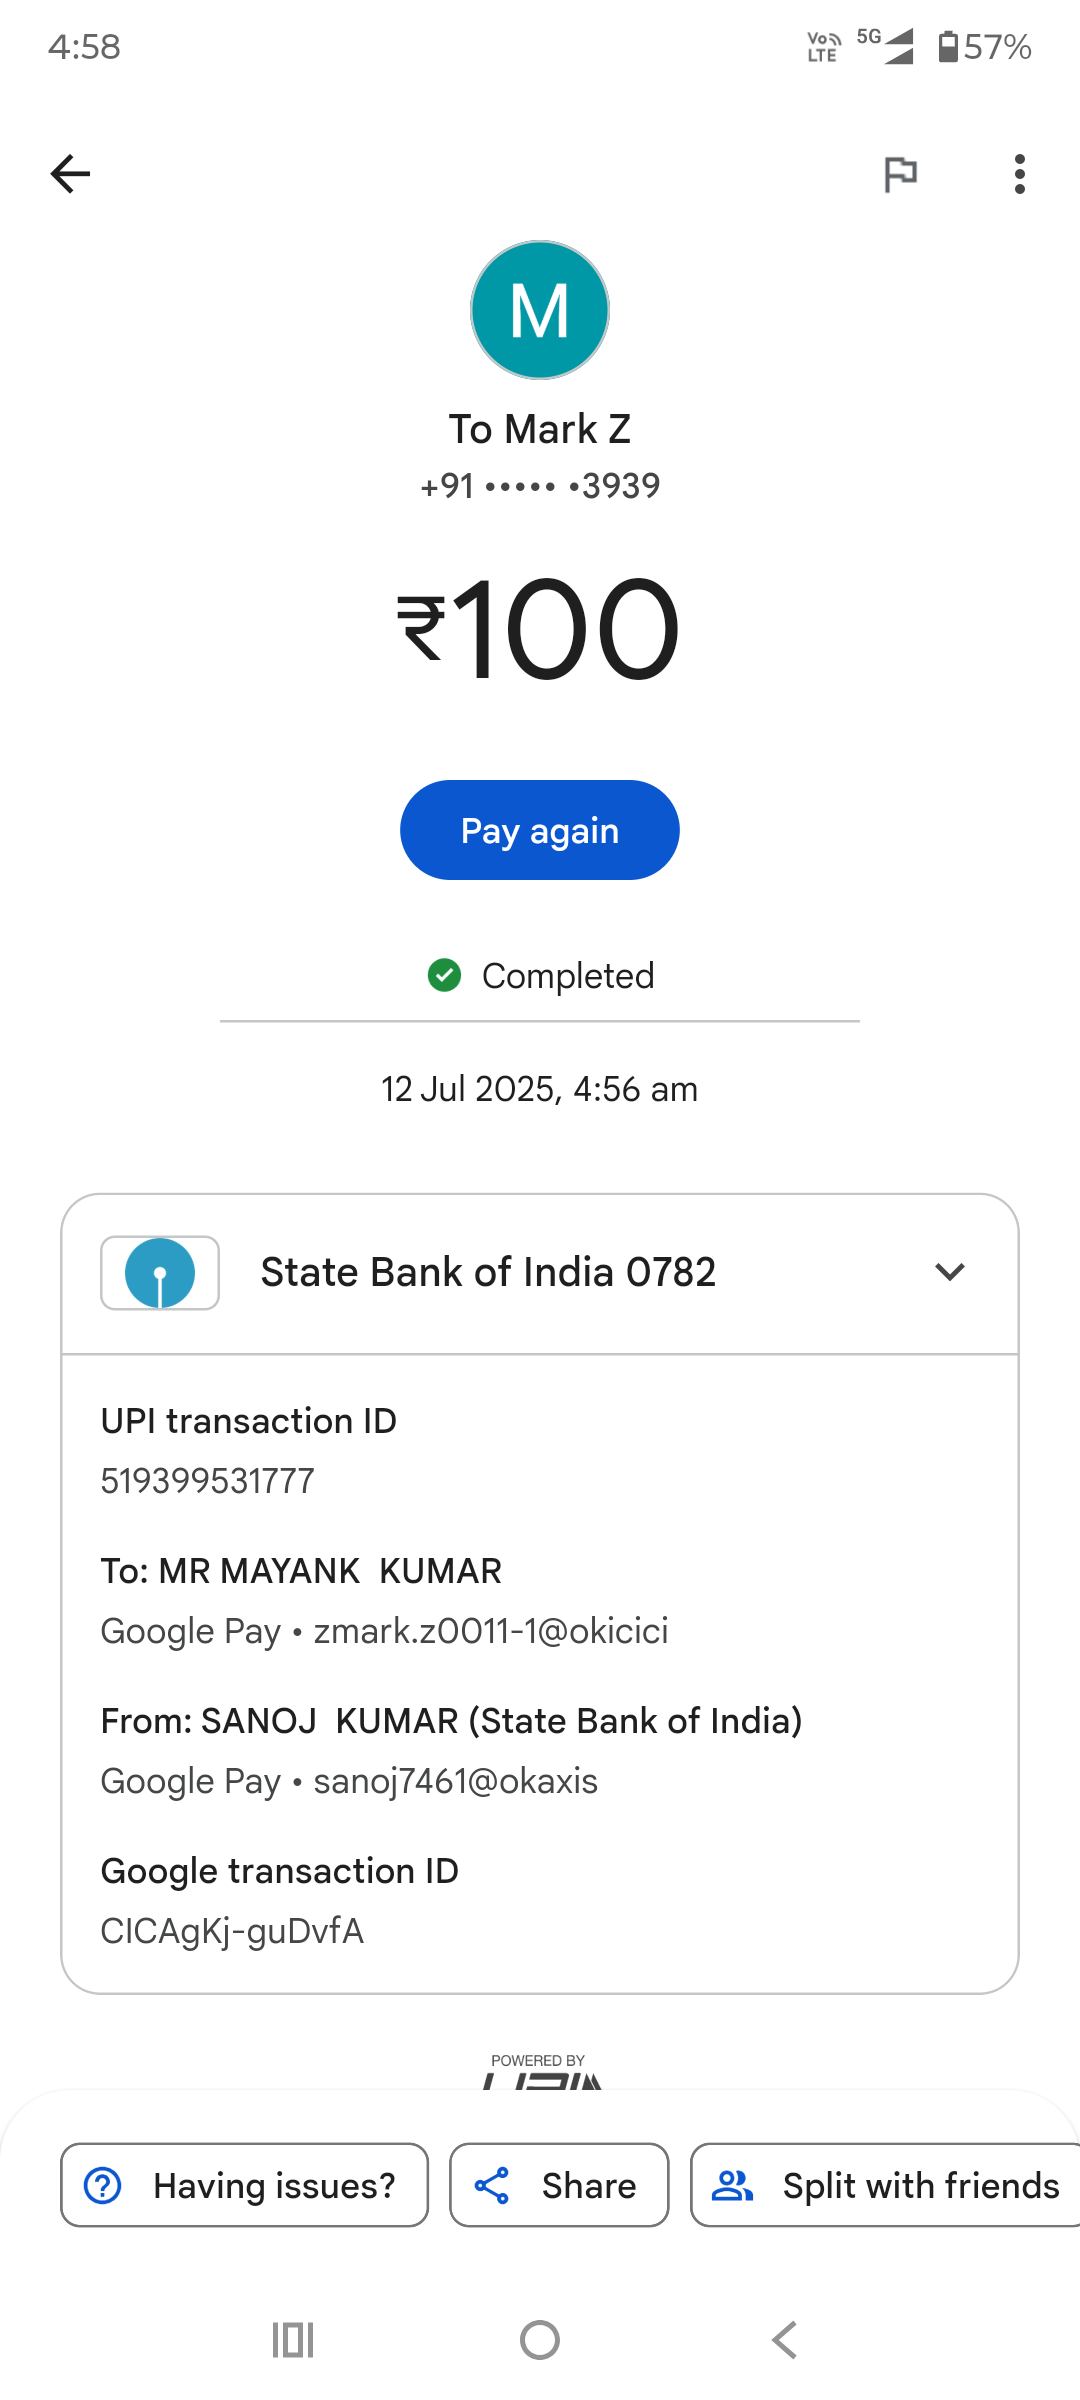 4:58
Vo LTE 5G 57%
M
To Mark Z
+91 ••••• •3939
₹100
Pay again
Completed
12 Jul 2025, 4:56 am
State Bank of India 0782
UPI transaction ID
519399531777
To: MR MAYANK  KUMAR
Google Pay • zmark.z0011-1@okicici
From: SANOJ  KUMAR (State Bank of India)
Google Pay • sanoj7461@okaxis
Google transaction ID
CICAgKj-guDvfA
POWERED BY
UPI
Having issues?
Share
Split with friends